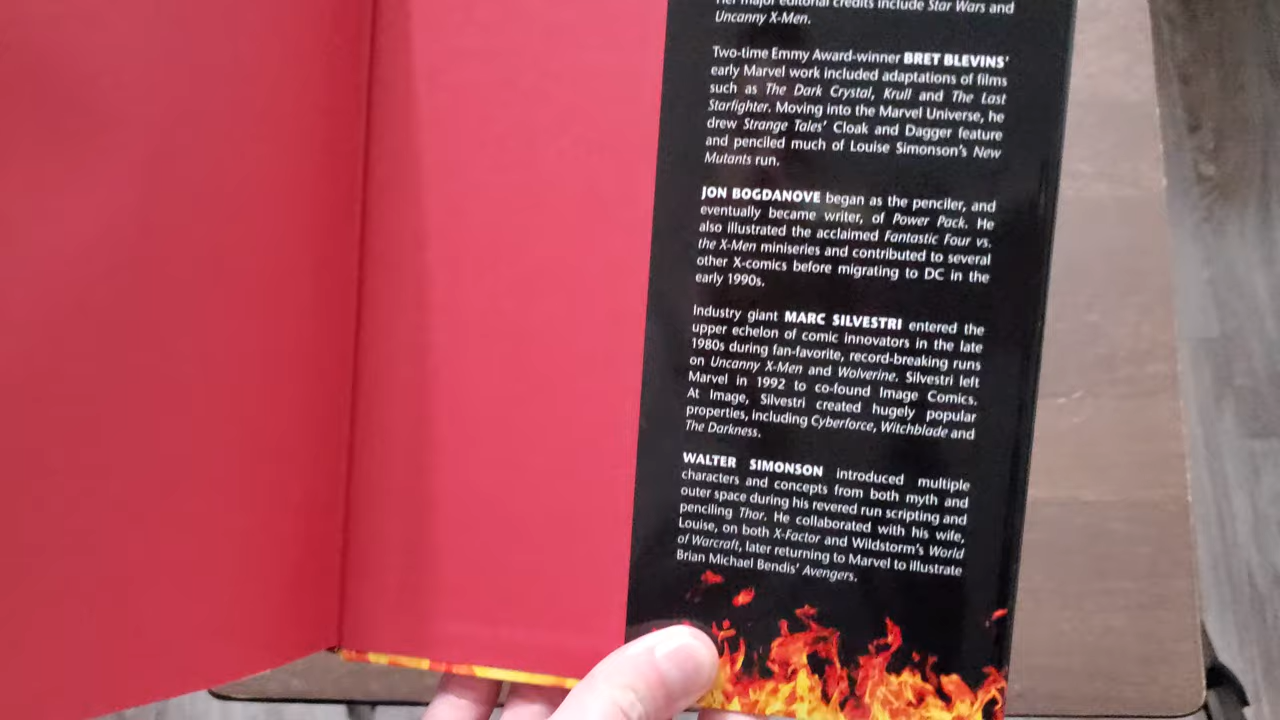 Her major editorial credits include Star Wars and
Uncanny X-Men.
Two-time Emmy Award-winner BRET BLEVINS'
early Marvel work included adaptations of films
such as The Dark Crystal, Krull and The Last
Starfighter. Moving into the Marvel Universe, he
drew Strange Tales' Cloak and Dagger feature
and penciled much of Louise Simonson's New
Mutants run.
JON BOGDANOVE began as the penciler, and
eventually became writer, of Power Pack. He
also illustrated the acclaimed Fantastic Four vs.
the X-Men miniseries and contributed to several
other X-comics before migrating to DC in the
early 1990s.
Industry giant MARC SILVESTRI entered the
upper echelon of comic innovators in the late
1980s during fan-favorite, record-breaking runs
on Uncanny X-Men and Wolverine. Silvestri left
Marvel in 1992 to co-found Image Comics.
At Image, Silvestri created hugely popular
properties, including Cyberforce, Witchblade and
The Darkness.
WALTER SIMONSON introduced multiple
characters and concepts from both myth and
outer space during his revered run scripting and
penciling Thor. He collaborated with his wife,
Louise, on both X-Factor and Wildstorm's World
of Warcraft, later returning to Marvel to illustrate
Brian Michael Bendis' Avengers.